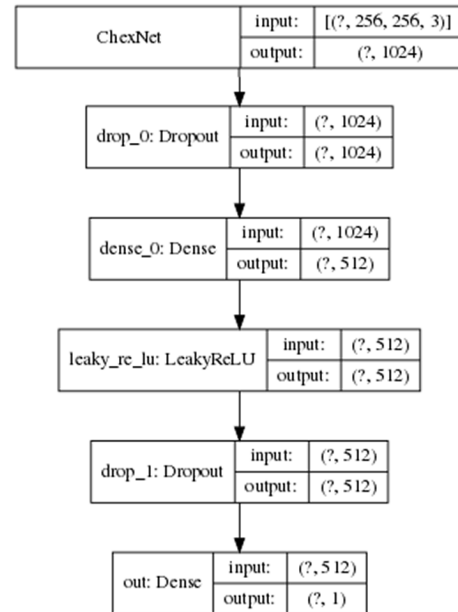 ChexNet
input: [(?, 256, 256, 3)]
output: (?, 1024)
drop_0: Dropout
input: (?, 1024)
output: (?, 1024)
dense_0: Dense
input: (?, 1024)
output: (?, 512)
leaky_re_lu: LeakyReLU
input: (?, 512)
output: (?, 512)
drop_1: Dropout
input: (?, 512)
output: (?, 512)
out: Dense
input: (?, 512)
output: (?, 1)